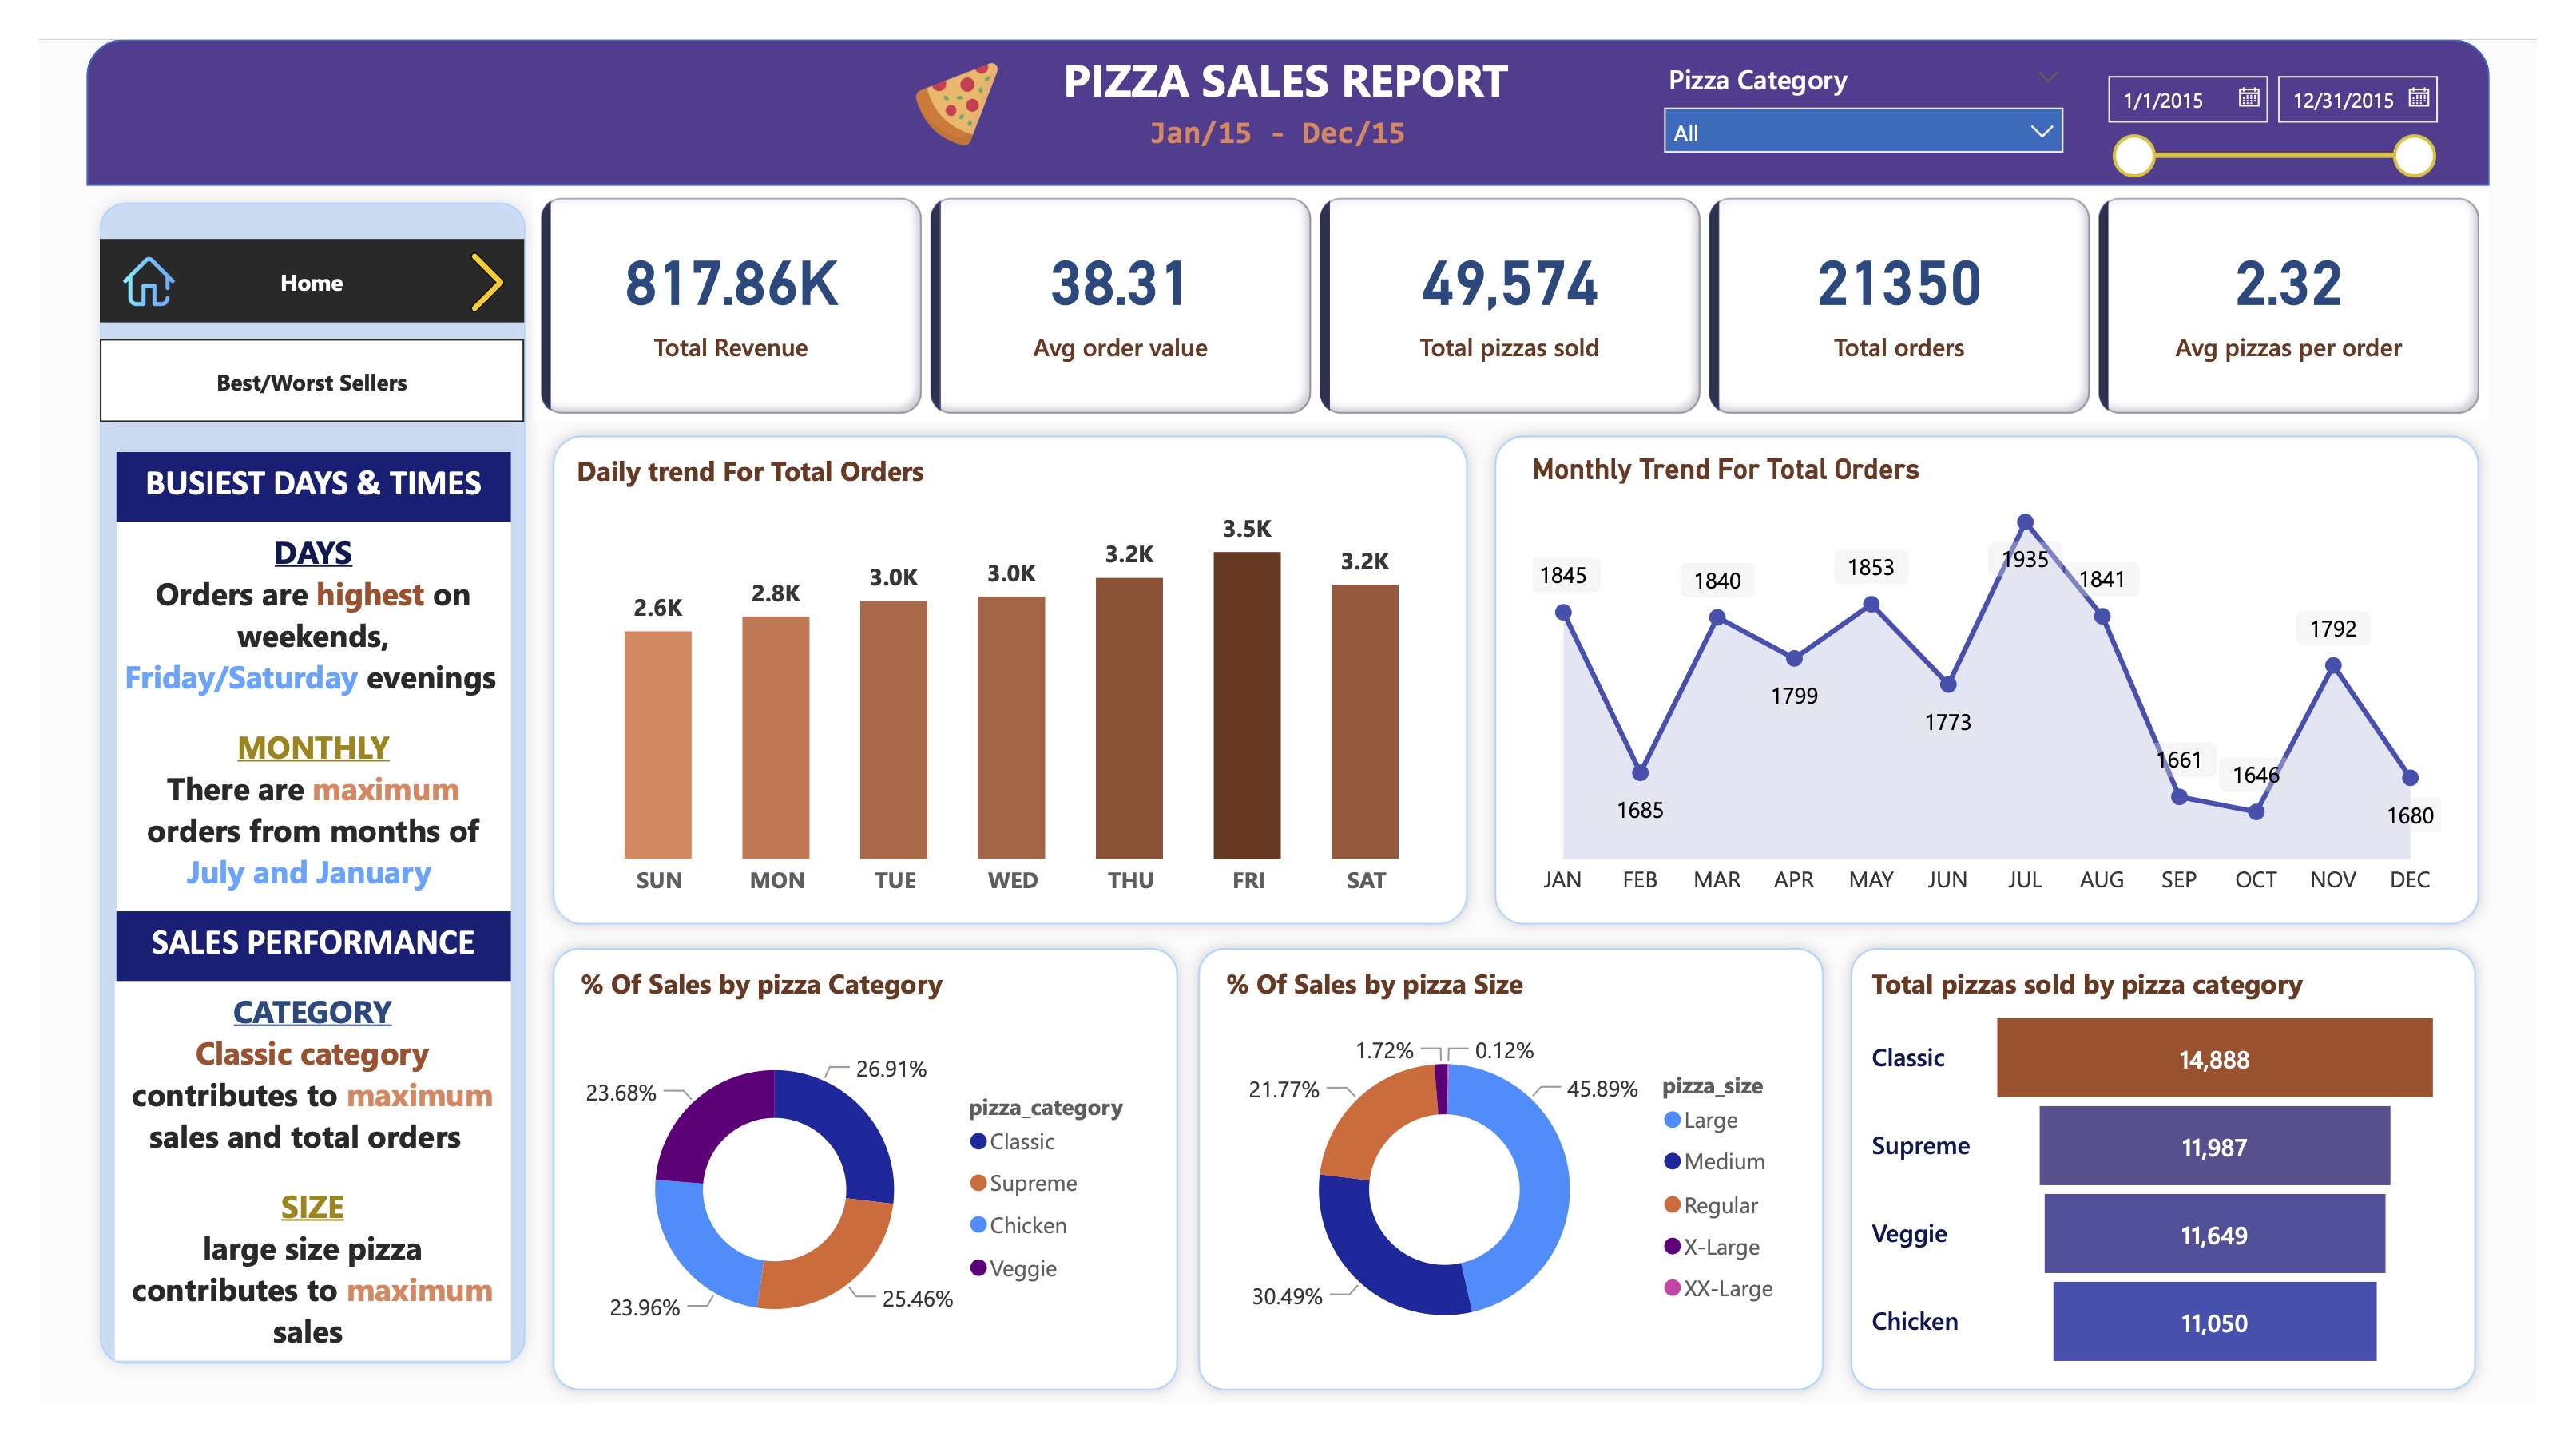 PIZZA SALES REPORT
Jan/15 - Dec/15
Pizza Category
All
1/1/2015
12/31/2015
Home
Best/Worst Sellers
BUSIEST DAYS & TIMES
DAYS
Orders are highest on
weekends,
Friday/Saturday evenings
MONTHLY
There are maximum
orders from months of
July and January
SALES PERFORMANCE
CATEGORY
Classic category
contributes to maximum
sales and total orders
SIZE
large size pizza
contributes to maximum
sales
817.86K
Total Revenue
38.31
Avg order value
49,574
Total pizzas sold
21350
Total orders
2.32
Avg pizzas per order
Daily trend For Total Orders
2.6K
2.8K
3.0K
3.0K
3.2K
3.5K
3.2K
SUN MON TUE WED THU FRI SAT
Monthly Trend For Total Orders
1845
1685
1840
1799
1853
1773
1935
1841
1661
1646
1792
1680
JAN FEB MAR APR MAY JUN JUL AUG SEP OCT NOV DEC
% Of Sales by pizza Category
26.91%
25.46%
23.96%
23.68%
pizza_category
Classic
Supreme
Chicken
Veggie
% Of Sales by pizza Size
1.72%
0.12%
21.77%
45.89%
30.49%
pizza_size
Large
Medium
Regular
X-Large
XX-Large
Total pizzas sold by pizza category
Classic 14,888
Supreme 11,987
Veggie 11,649
Chicken 11,050